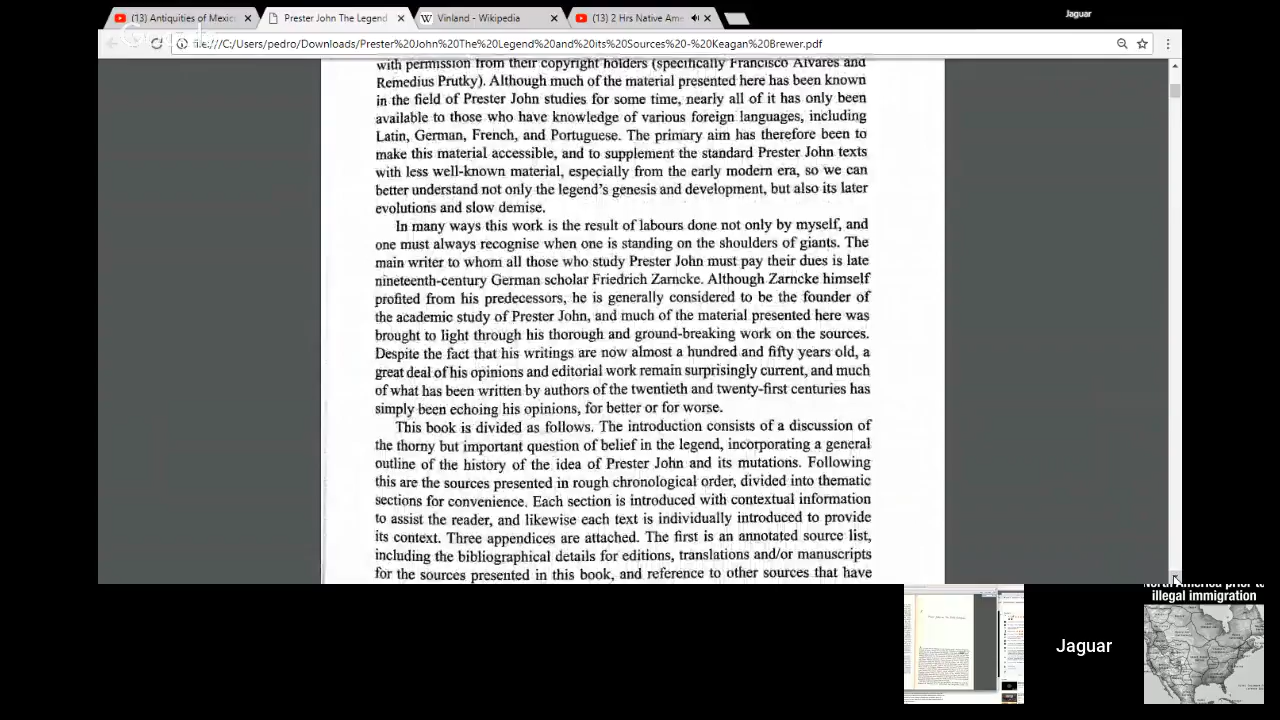 Jaguar
(13) Antiquities of Mexic
Prester John The Legend
Vinland - Wikipedia
(13) 2 Hrs Native Ame
file:///C:/Users/pedro/Downloads/Prester%20John%20The%20Legend%20and%20its%20Sources%20-%20Keagan%20Brewer.pdf
with permission from their copyright holders (specifically Francisco Alvares and
Remedius Prutky). Although much of the material presented here has been known
in the field of Prester John studies for some time, nearly all of it has only been
available to those who have knowledge of various foreign languages, including
Latin, German, French, and Portuguese. The primary aim has therefore been to
make this material accessible, and to supplement the standard Prester John texts
with less well-known material, especially from the early modern era, so we can
better understand not only the legend's genesis and development, but also its later
evolutions and slow demise.
In many ways this work is the result of labours done not only by myself, and
one must always recognise when one is standing on the shoulders of giants. The
main writer to whom all those who study Prester John must pay their dues is late
nineteenth-century German scholar Friedrich Zarncke. Although Zarncke himself
profited from his predecessors, he is generally considered to be the founder of
the academic study of Prester John, and much of the material presented here was
brought to light through his thorough and ground-breaking work on the sources.
Despite the fact that his writings are now almost a hundred and fifty years old, a
great deal of his opinions and editorial work remain surprisingly current, and much
of what has been written by authors of the twentieth and twenty-first centuries has
simply been echoing his opinions, for better or for worse.
This book is divided as follows. The introduction consists of a discussion of
the thorny but important question of belief in the legend, incorporating a general
outline of the history of the idea of Prester John and its mutations. Following
this are the sources presented in rough chronological order, divided into thematic
sections for convenience. Each section is introduced with contextual information
to assist the reader, and likewise each text is individually introduced to provide
its context. Three appendices are attached. The first is an annotated source list,
including the bibliographical details for editions, translations and/or manuscripts
for the sources presented in this book, and reference to other sources that have
North America prior to
illegal immigration
Jaguar